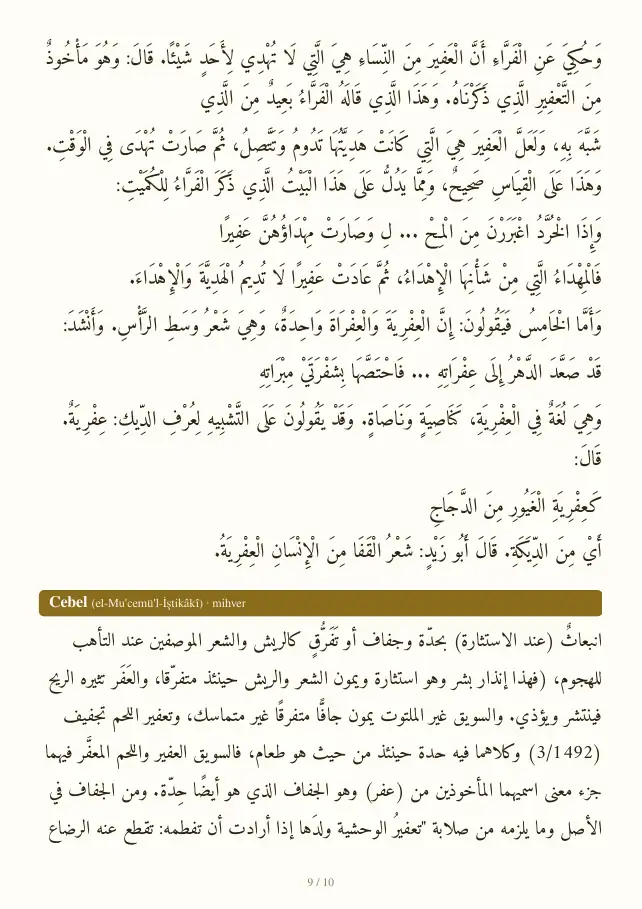 وَحُكِيَ عَنِ الْفَرَّاءِ أَنَّ الْعَفِيرَ مِنَ النِّسَاءِ هِيَ الَّتِي لَا تُهْدِي لِأَحَدٍ شَيْئًا. قَالَ: وَهُوَ مَأْخُوذٌ
مِنَ التَّعْفِيرِ الَّذِي ذَكَرْنَاهُ. وَهَذَا الَّذِي قَالَهُ الْفَرَّاءُ بَعِيدٌ مِنَ الَّذِي
شَبَّهَ بِهِ، وَلَعَلَّ الْعَفِيرَ هِيَ الَّتِي كَانَتْ هَدِيَّتُهَا تَدُومُ وَتَتَّصِلُ، ثُمَّ صَارَتْ تُهْدَى فِي الْوَقْتِ.
وَهَذَا عَلَى الْقِيَاسِ صَحِيحٌ، وَمِمَّا يَدُلُّ عَلَى هَذَا الْبَيْتُ الَّذِي ذَكَرَ الْفَرَّاءُ لِلْكُمَيْتِ:
وَإِذَا الْخُرَّدُ اغْبَرَرْنَ مِنَ الْمِحْ ... لِ وَصَارَتْ مِهْدَاؤُهُنَّ عَفِيرًا
فَالْمِهْدَاءُ الَّتِي مِنْ شَأْنِهَا الْإِهْدَاءُ، ثُمَّ عَادَتْ عَفِيرًا لَا تُدِيمُ الْهَدِيَّةَ وَالْإِهْدَاءَ.
وَأَمَّا الْخَامِسُ فَيَقُولُونَ: إِنَّ الْعِفْرِيَةَ وَالْعِفْرَاةَ وَاحِدَةٌ، وَهِيَ شَعْرُ وَسَطِ الرَّأْسِ. وَأَنْشَدَ:
قَدْ صَعَّدَ الدَّهْرُ إِلَى عِفْرَاتِهِ ... فَاحْتَصَّهَا بِشَفْرَتَيْ مِبْرَاتِهِ
وَهِيَ لُغَةٌ فِي الْعِفْرِيَةِ، كَنَاصِيَةٍ وَنَاصَاةٍ. وَقَدْ يَقُولُونَ عَلَى التَّشْبِيهِ لِعُرْفِ الدِّيكِ: عِفْرِيَةٌ.
قَالَ:
كَعِفْرِيَةِ الْغَيُورِ مِنَ الدَّجَاجِ
أَيْ مِنَ الدِّيَكَةِ. قَالَ أَبُو زَيْدٍ: شَعْرُ الْقَفَا مِنَ الْإِنْسَانِ الْعِفْرِيَةُ.
Cebel (el-Mu'cemü'l-İştikâkî) · mihver
انبعاثٌ (عند الاستثارة) بحدّة وجفاف أو تَفَرُّقٍ كالريش والشعر الموصفين عند التأهب
للهجوم، (فهذا إنذار بشر وهو استثارة ويمون الشعر والريش حينئذ متفرّقا، والعَفَر تثيره الريح
فينتشر ويؤذي. والسويق غير الملتوت يمون جافًّا متفرقًا غير متماسك، وتعفير اللحم تجفيف
(3/1492) وكلاهما فيه حدة حينئذ من حيث هو طعام، فالسويق العفير واللحم المعفَّر فيهما
جزء معنى اسميهما المأخوذين من (عفر) وهو الجفاف الذي هو أيضًا حِدّة. ومن الجفاف في
الأصل وما يلزمه من صلابة "تعفيرُ الوحشية ولدَها إذا أرادت أن تفطمه: تقطع عنه الرضاع
9 / 10